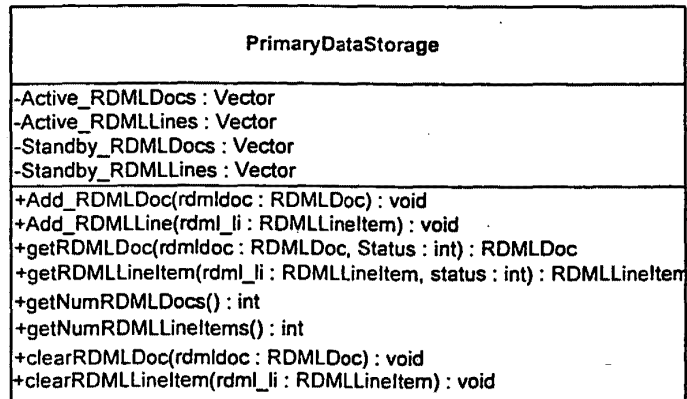 PrimaryDataStorage
-Active_RDMLDocs : Vector
-Active_RDMLLines : Vector
-Standby_RDMLDocs : Vector
-Standby_RDMLLines : Vector
+Add_RDMLDoc(rdmldoc : RDMLDoc) : void
+Add_RDMLLine(rdml_li : RDMLLineItem) : void
+getRDMLDoc(rdmldoc : RDMLDoc, Status : int) : RDMLDoc
+getRDMLLineItem(rdml_li : RDMLLineItem, status : int) : RDMLLineItem
+getNumRDMLDocs() : int
+getNumRDMLLineItems() : int
+clearRDMLDoc(rdmldoc : RDMLDoc) : void
+clearRDMLLineItem(rdml_li : RDMLLineItem) : void